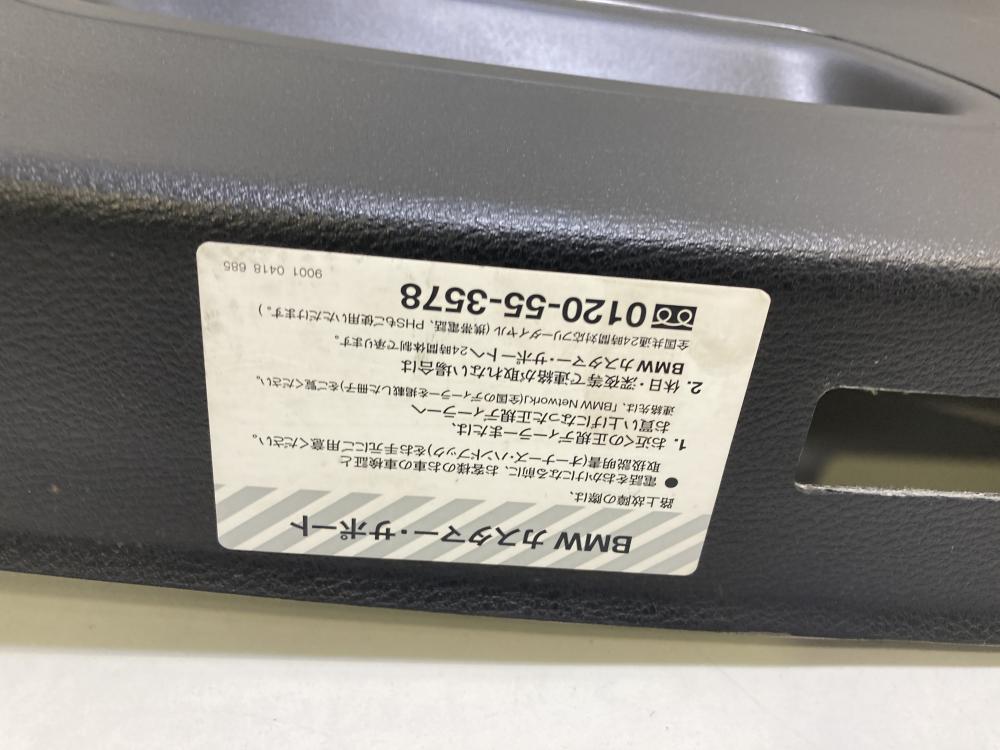 BMW カスタマー・サポート
路上故障の際は、
● 電話をおかけになる前に、お客様のお車の車検証と
取扱説明書(オーナーズ・ハンドブック)をお手元にご用意ください。
1. お近くの正規ディーラーまたは、
お買い上げになった正規ディーラーへ
連絡先は、「BMW Network」(全国のディーラーを掲載した冊子)をご覧ください。
2. 休日・深夜等で連絡が取れない場合は
BMW カスタマー・サポートへ 24時間体制で承ります。
全国共通24時間対応フリーダイヤル (携帯電話、PHSもご使用いただけます。)
0120-55-3578
9001 0418 685